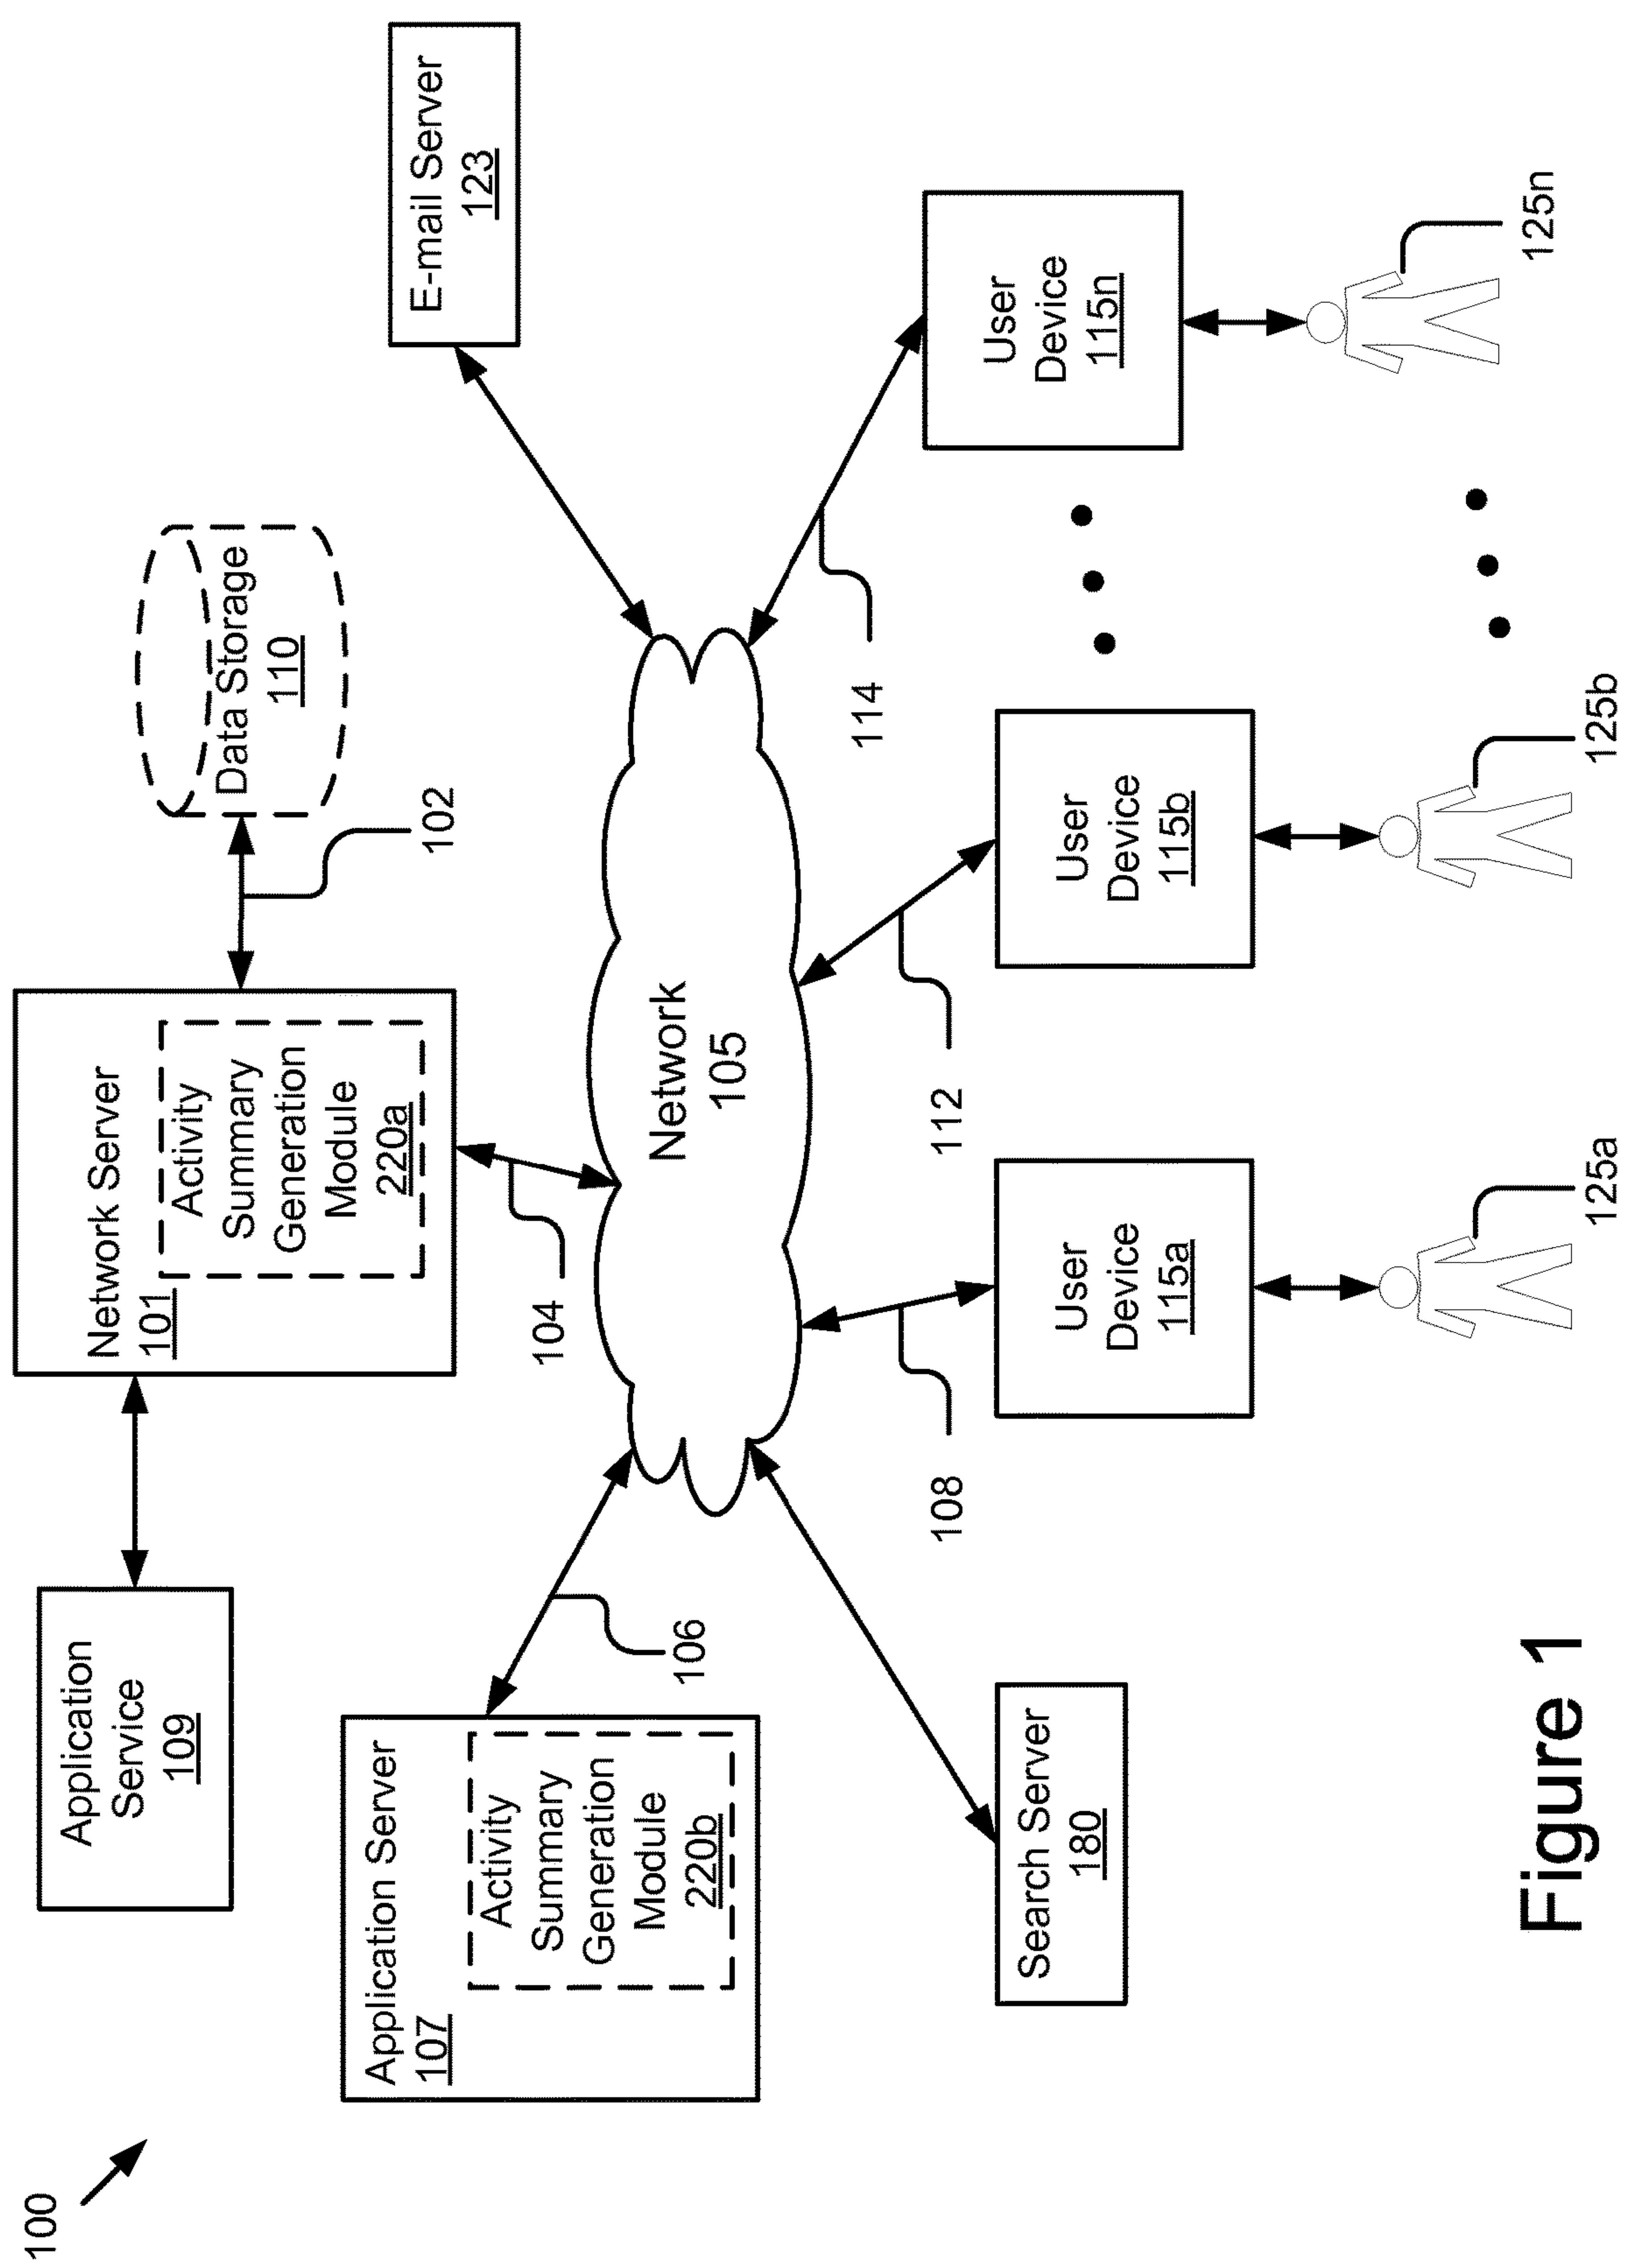 100
Application
Service
109
Network Server
101
Activity
Summary
Generation
Module
220a
102
Data Storage
110
E-mail Server
123
Application Server
107
Activity
Summary
Generation
Module
220b
106
104
Network
105
114
Search Server
180
108
112
User
Device
115a
User
Device
115b
User
Device
115n
125a
125b
125n
Figure 1